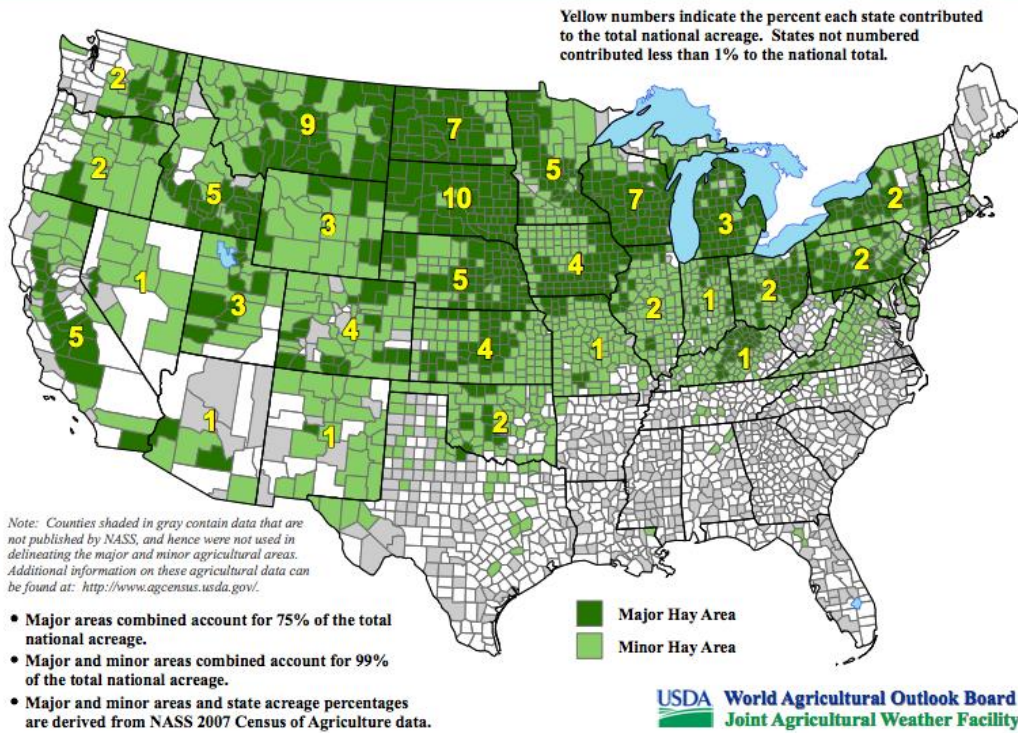 Yellow numbers indicate the percent each state contributed
to the total national acreage.  States not numbered
contributed less than 1% to the national total.
2
9
7
5
2
5
10
7
3
2
3
5
4
2
1
3
5
4
4
2
1
2
1
1
1
1
2
Note:  Counties shaded in gray contain data that are
not published by NASS, and hence were not used in
delineating the major and minor agricultural areas.
Additional information on these agricultural data can
be found at:  http://www.agcensus.usda.gov/.
• Major areas combined account for 75% of the total
national acreage.
• Major and minor areas combined account for 99%
of the total national acreage.
• Major and minor areas and state acreage percentages
are derived from NASS 2007 Census of Agriculture data.
Major Hay Area
Minor Hay Area
USDA World Agricultural Outlook Board
Joint Agricultural Weather Facility